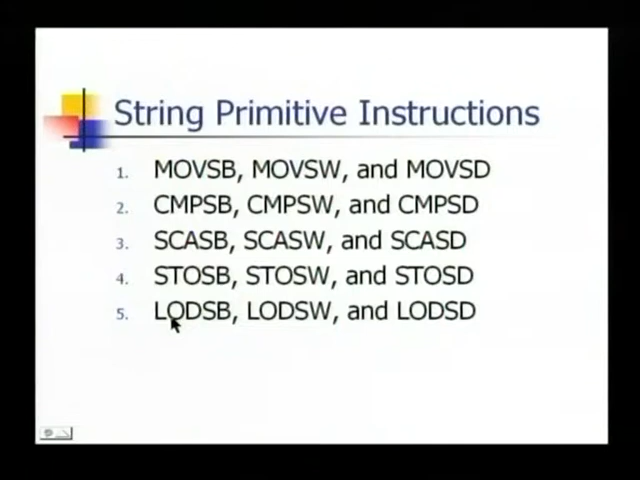 String Primitive Instructions
1. MOVSB, MOVSW, and MOVSD
2. CMPSB, CMPSW, and CMPSD
3. SCASB, SCASW, and SCASD
4. STOSB, STOSW, and STOSD
5. LODSB, LODSW, and LODSD